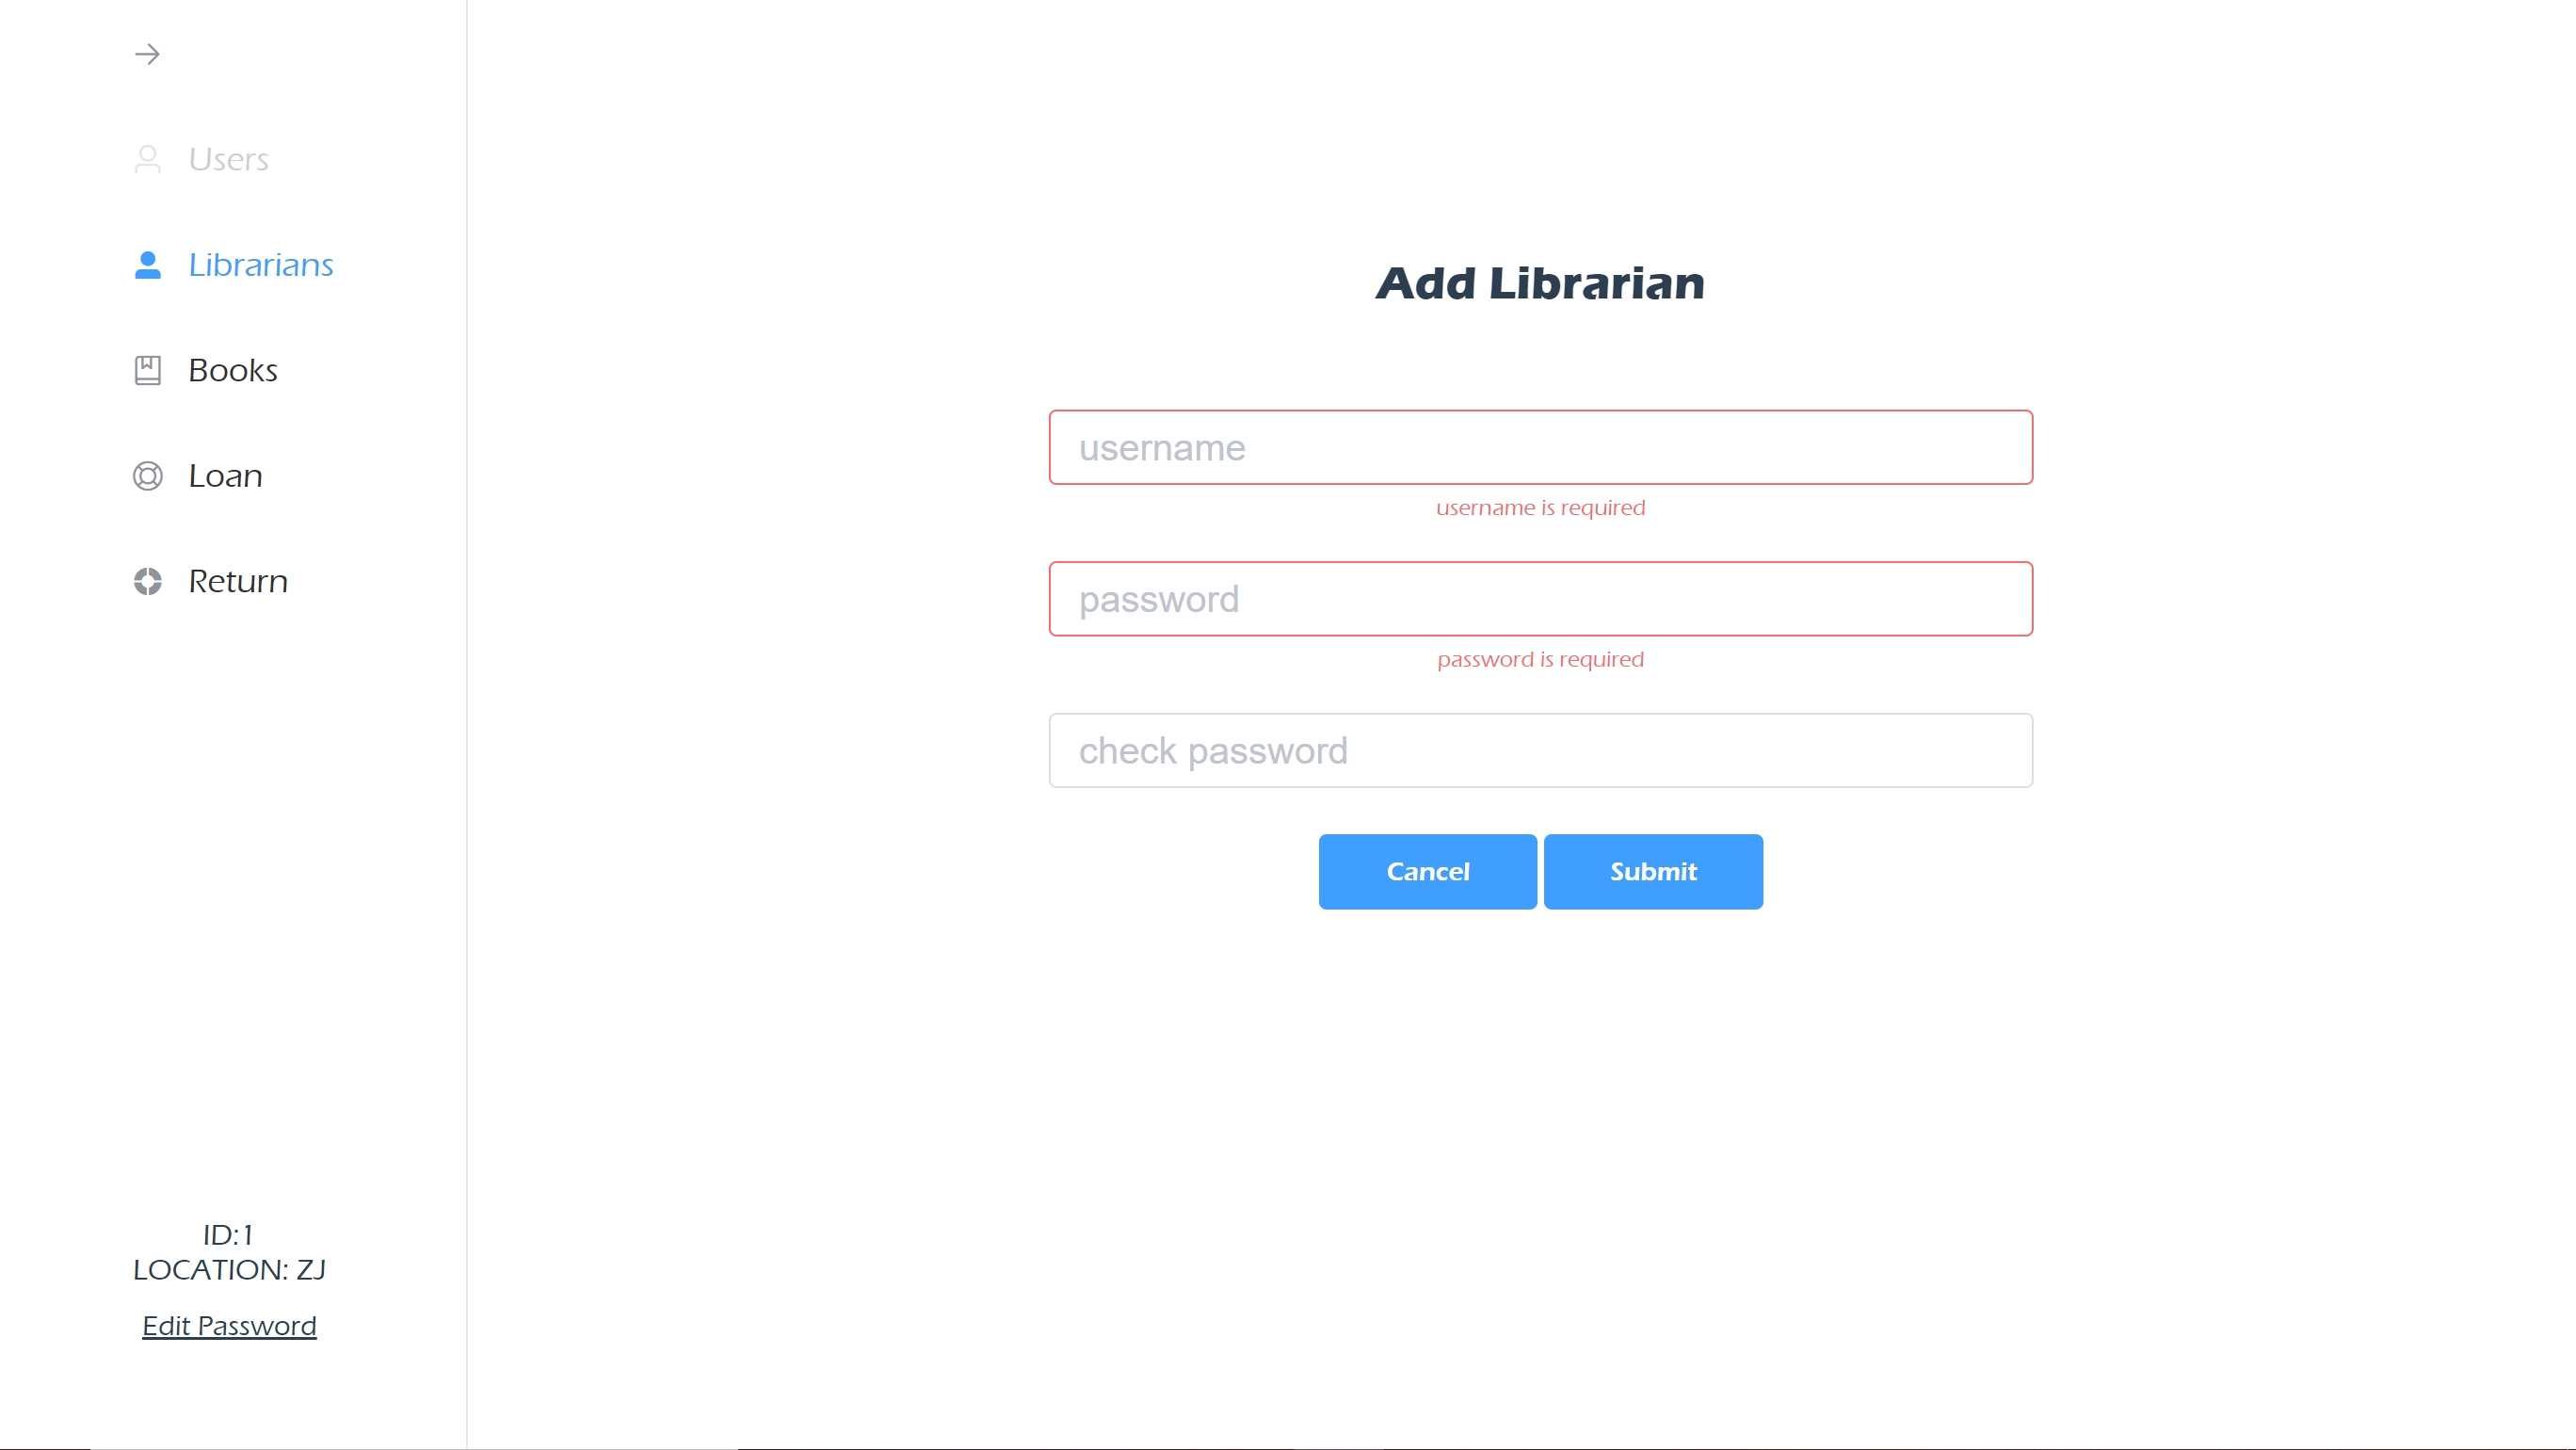 Users
Librarians
Books
Loan
Return
ID:1
LOCATION: ZJ
Edit Password
Add Librarian
username
username is required
password
password is required
check password
Cancel Submit